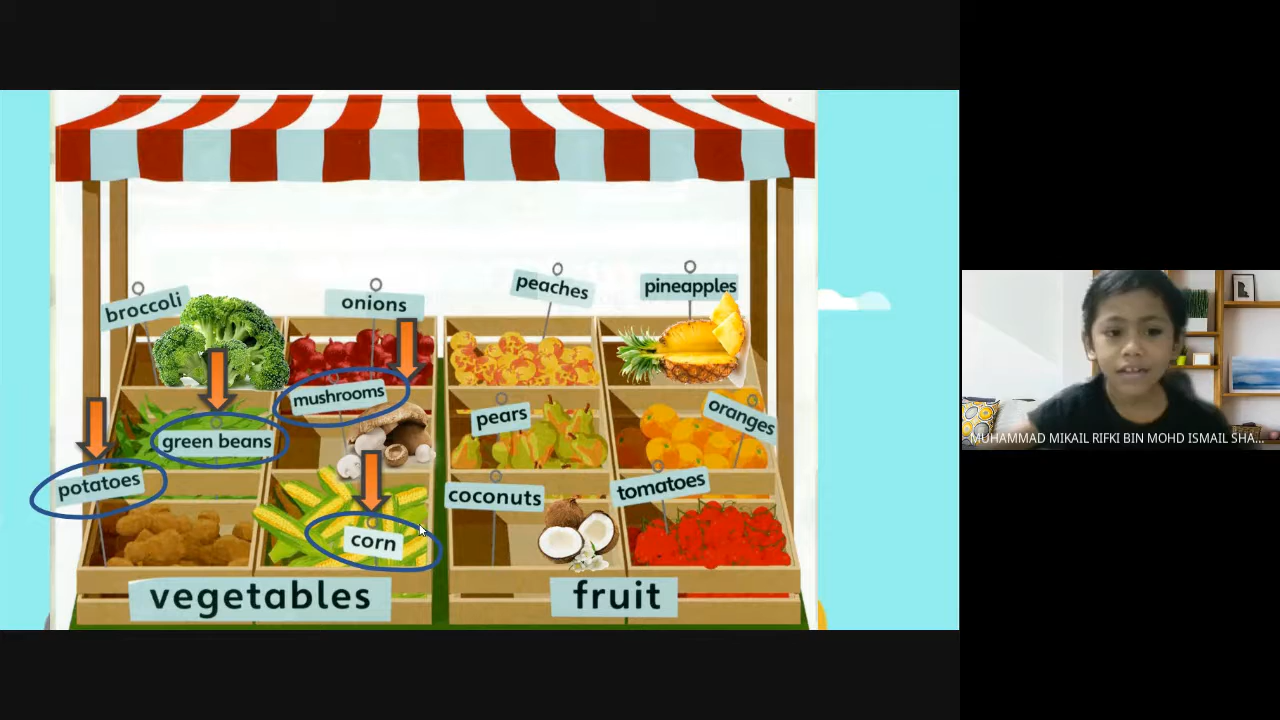 peaches
pineapples
broccoli
onions
mushrooms
pears
oranges
green beans
potatoes
coconuts
tomatoes
corn
vegetables
fruit
MUHAMMAD MIKAIL RIFKI BIN MOHD ISMAIL SHA...